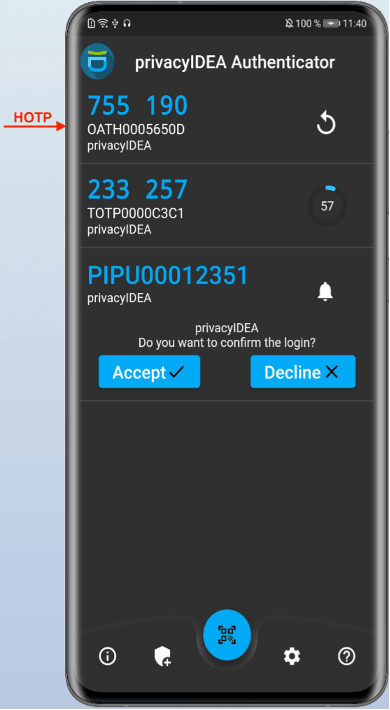 100 % 11:40
privacyIDEA Authenticator
HOTP
755 190
OATH0005650D
privacyIDEA
233 257
TOTP0000C3C1
57
privacyIDEA
PIPU00012351
privacyIDEA
privacyIDEA
Do you want to confirm the login?
Accept
Decline